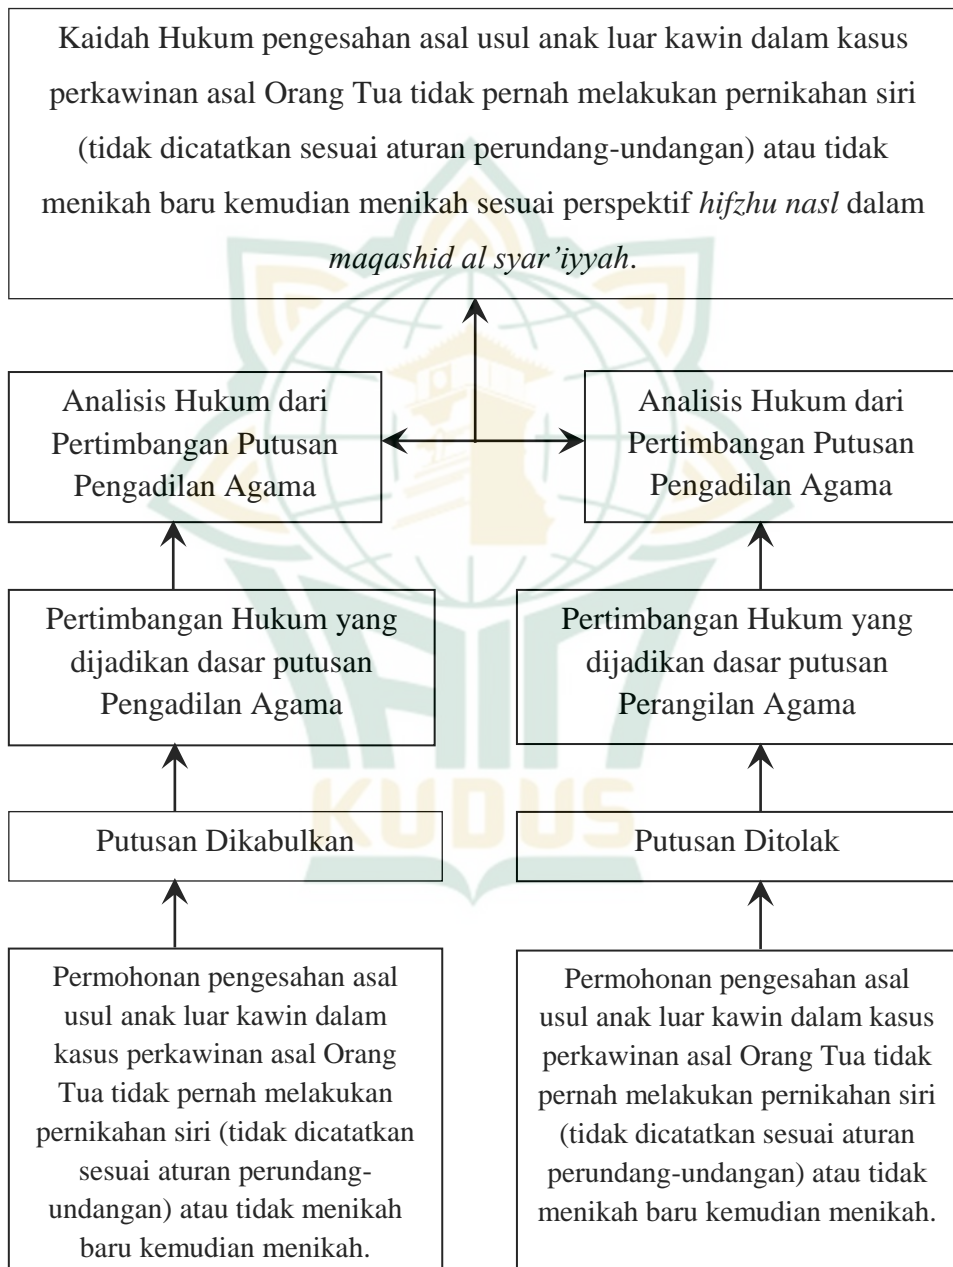 Kaidah Hukum pengesahan asal usul anak luar kawin dalam kasus
perkawinan asal Orang Tua tidak pernah melakukan pernikahan siri
(tidak dicatatkan sesuai aturan perundang-undangan) atau tidak
menikah baru kemudian menikah sesuai perspektif hifzhu nasl dalam
maqashid al syar’iyyah.
Analisis Hukum dari
Pertimbangan Putusan
Pengadilan Agama
Analisis Hukum dari
Pertimbangan Putusan
Pengadilan Agama
Pertimbangan Hukum yang
dijadikan dasar putusan
Pengadilan Agama
Pertimbangan Hukum yang
dijadikan dasar putusan
Perangilan Agama
Putusan Dikabulkan
Putusan Ditolak
Permohonan pengesahan asal
usul anak luar kawin dalam
kasus perkawinan asal Orang
Tua tidak pernah melakukan
pernikahan siri (tidak dicatatkan
sesuai aturan perundang-
undangan) atau tidak menikah
baru kemudian menikah.
Permohonan pengesahan asal
usul anak luar kawin dalam kasus
perkawinan asal Orang Tua tidak
pernah melakukan pernikahan siri
(tidak dicatatkan sesuai aturan
perundang-undangan) atau tidak
menikah baru kemudian menikah.
IAIN
KUDUS